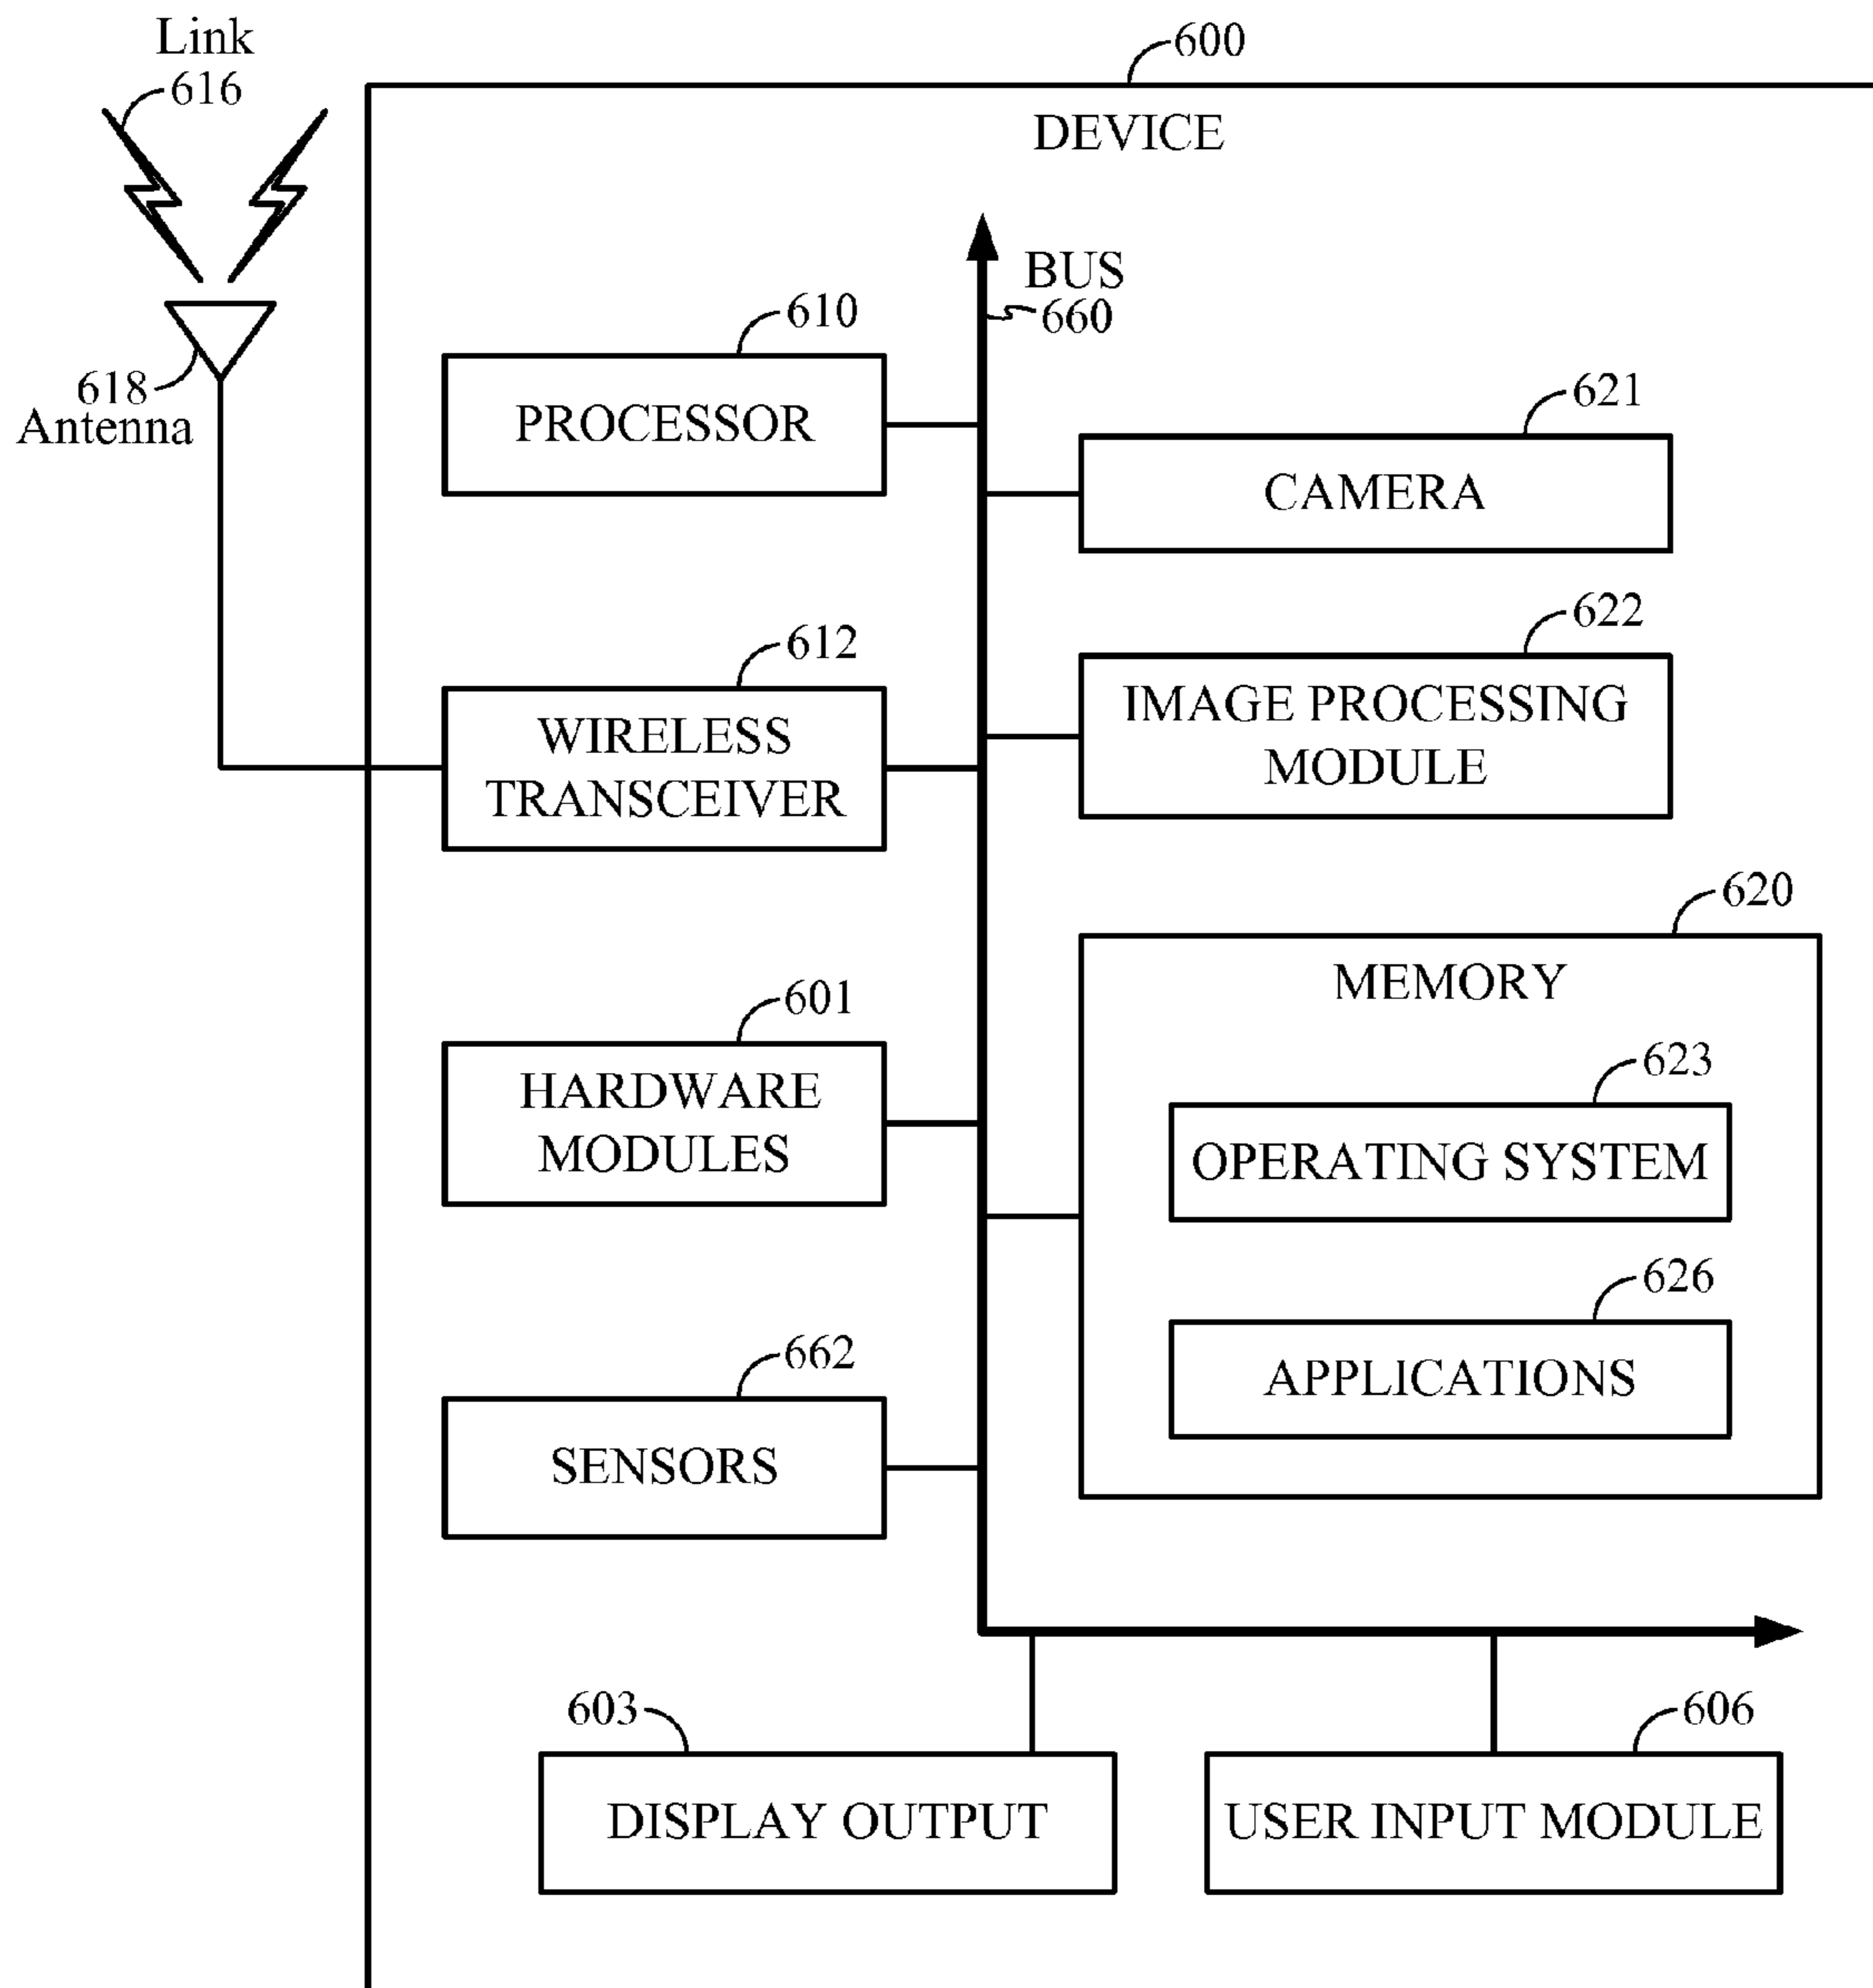 Link
616
600
DEVICE
BUS
660
618
Antenna
610
PROCESSOR
621
CAMERA
612
WIRELESS
TRANSCEIVER
622
IMAGE PROCESSING
MODULE
601
HARDWARE
MODULES
620
MEMORY
623
OPERATING SYSTEM
626
APPLICATIONS
662
SENSORS
603
DISPLAY OUTPUT
606
USER INPUT MODULE